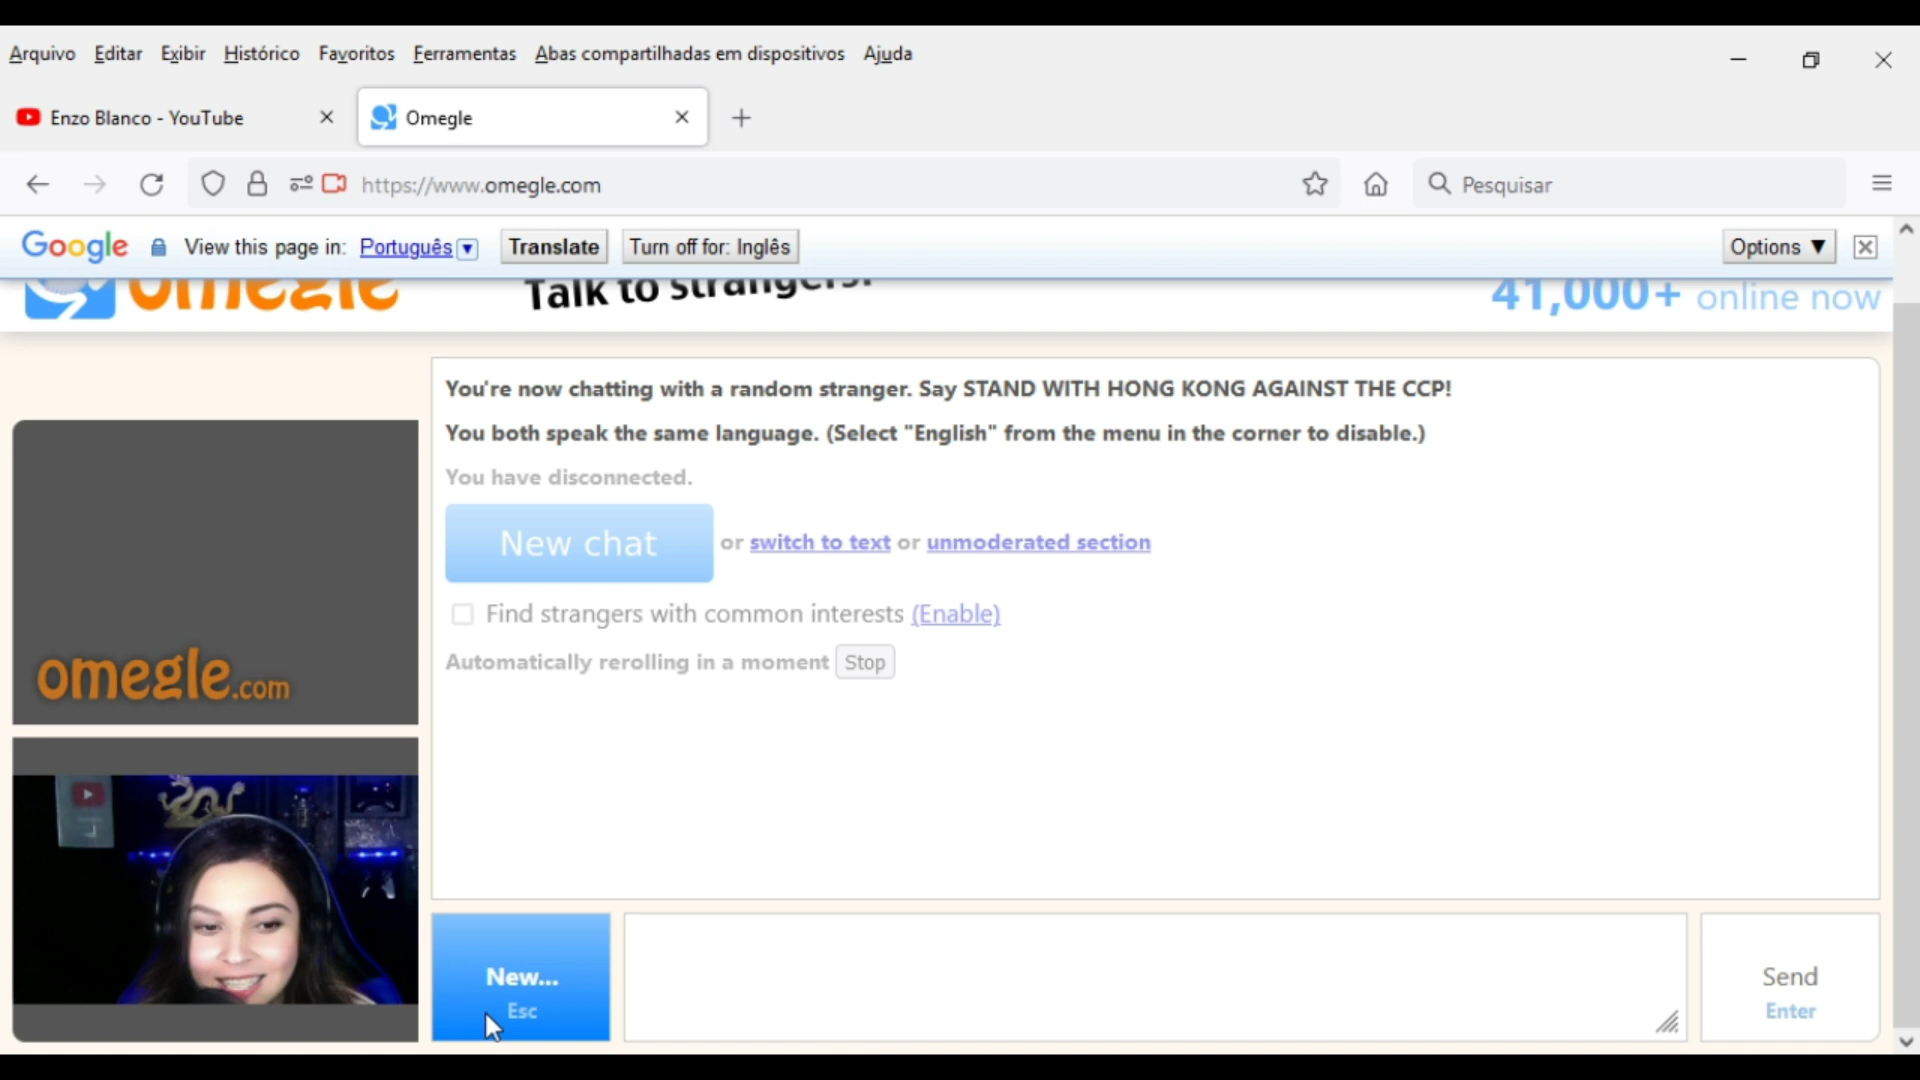 Arquivo Editar Exibir Histórico Favoritos Ferramentas Abas compartilhadas em dispositivos Ajuda
Enzo Blanco - YouTube
Omegle
https://www.omegle.com
Pesquisar
Google View this page in: Português Translate Turn off for: Inglês Options ▼
omegle Talk to strangers! 41,000+ online now
You're now chatting with a random stranger. Say STAND WITH HONG KONG AGAINST THE CCP!
You both speak the same language. (Select "English" from the menu in the corner to disable.)
You have disconnected.
New chat or switch to text or unmoderated section
Find strangers with common interests (Enable)
Automatically rerolling in a moment Stop
omegle.com
New...
Esc
Send
Enter